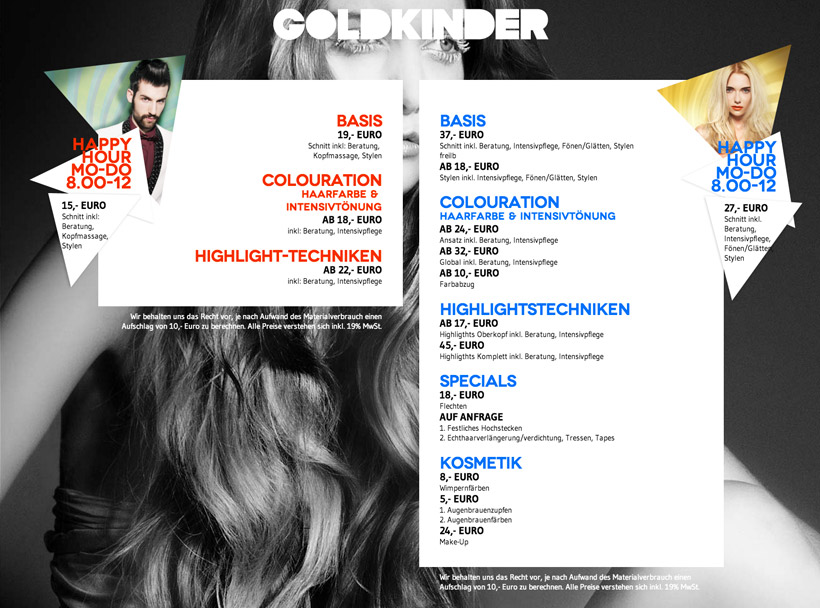 GOLDKINDER
HAPPY
HOUR
MO-DO
8.00-12
15,- EURO
Schnitt inkl:
Beratung,
Kopfmassage,
Stylen
BASIS
19,- EURO
Schnitt inkl: Beratung,
Kopfmassage, Stylen
COLOURATION
HAARFARBE &
INTENSIVTÖNUNG
AB 18,- EURO
inkl: Beratung, Intensivpflege
HIGHLIGHT-TECHNIKEN
AB 22,- EURO
inkl: Beratung, Intensivpflege
Wir behalten uns das Recht vor, je nach Aufwand des Materialverbrauch einen
Aufschlag von 10,- Euro zu berechnen. Alle Preise verstehen sich inkl. 19% MwSt.
BASIS
37,- EURO
Schnitt inkl: Beratung, Intensivpflege, Fönen/Glätten, Stylen
freilb
AB 18,- EURO
Stylen inkl. Intensivpflege, Fönen/Glätten, Stylen
COLOURATION
HAARFARBE & INTENSIVTÖNUNG
AB 24,- EURO
Ansatz inkl. Beratung, Intensivpflege
AB 32,- EURO
Global inkl. Beratung, Intensivpflege
AB 10,- EURO
Farbabzug
HIGHLIGHTSTECHNIKEN
AB 17,- EURO
Highligthts Oberkopf inkl. Beratung, Intensivpflege
45,- EURO
Highligthts Komplett inkl. Beratung, Intensivpflege
SPECIALS
18,- EURO
Flechten
AUF ANFRAGE
1. Festliches Hochstecken
2. Echthaarverlängerung/verdichtung, Tressen, Tapes
KOSMETIK
8,- EURO
Wimpernfärben
5,- EURO
1. Augenbrauenzupfen
2. Augenbrauenfärben
24,- EURO
Make-Up
Wir behalten uns das Recht vor, je nach Aufwand des Materialverbrauch einen
Aufschlag von 10,- Euro zu berechnen. Alle Preise verstehen sich inkl. 19% MwSt.
HAPPY
HOUR
MO-DO
8.00-12
27,- EURO
Schnitt inkl.
Beratung,
Intensivpflege,
Fönen/Glätten,
Stylen